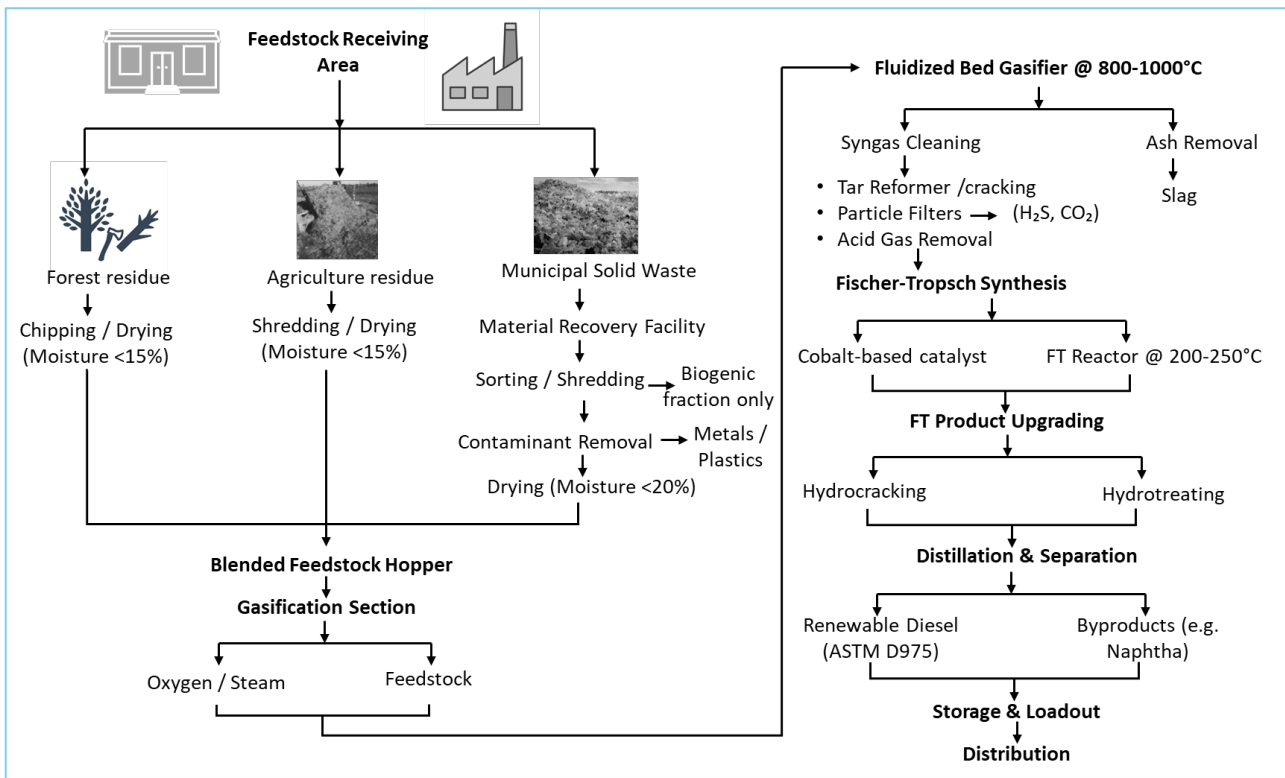 Feedstock Receiving
Area
Forest residue
Chipping / Drying
(Moisture <15%)
Agriculture residue
Shredding / Drying
(Moisture <15%)
Municipal Solid Waste
Material Recovery Facility
Sorting / Shredding
Biogenic
fraction only
Contaminant Removal
Metals /
Plastics
Drying (Moisture <20%)
Blended Feedstock Hopper
Gasification Section
Oxygen / Steam
Feedstock
Fluidized Bed Gasifier @ 800-1000°C
Syngas Cleaning
Ash Removal
Slag
• Tar Reformer /cracking
• Particle Filters
(H₂S, CO₂)
• Acid Gas Removal
Fischer-Tropsch Synthesis
Cobalt-based catalyst
FT Reactor @ 200-250°C
FT Product Upgrading
Hydrocracking
Hydrotreating
Distillation & Separation
Renewable Diesel
(ASTM D975)
Byproducts (e.g.
Naphtha)
Storage & Loadout
Distribution